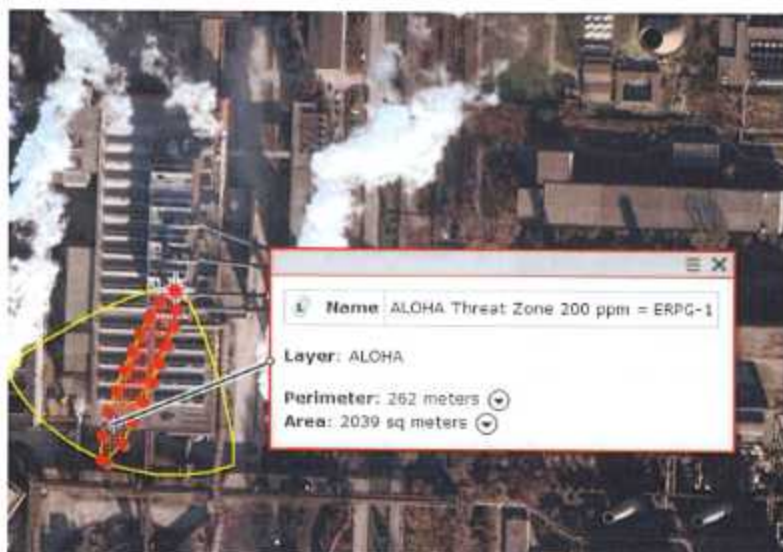 Name ALOHA Threat Zone 200 ppm = ERPG-1
Layer: ALOHA
Perimeter: 262 meters
Area: 2039 sq meters